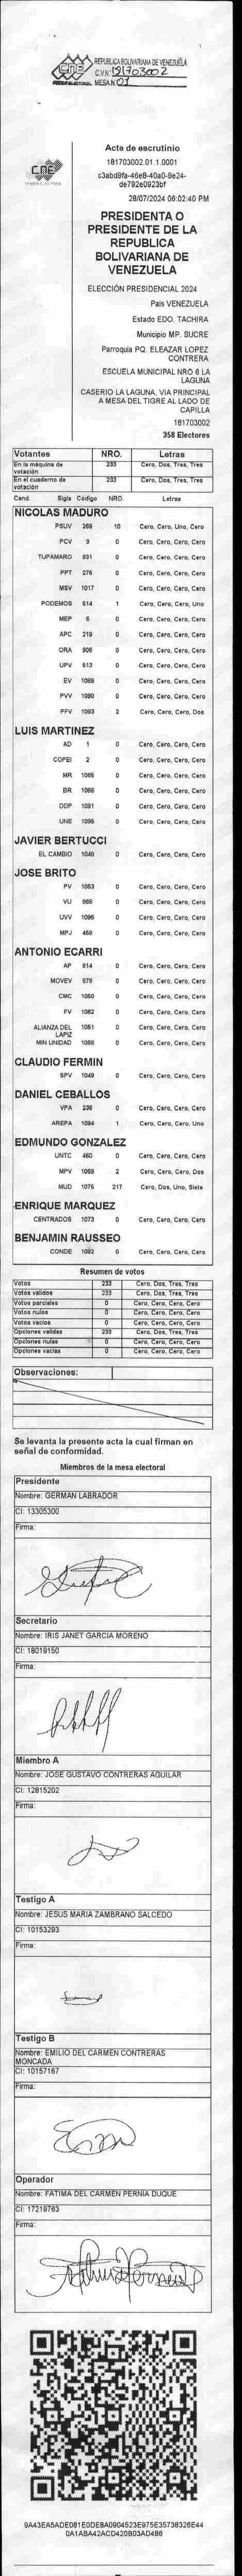 REPUBLICA BOLIVARIANA DE VENEZUELA
CNE
C.V.Nº 181703002
MESA Nº 01
Acta de escrutinio
181703002.01.1.0001
CNE
c3abd9fa-46e8-40a0-9e24-
de792e0923bf
28/07/2024 06:02:40 PM
PRESIDENTA O
PRESIDENTE DE LA
REPUBLICA
BOLIVARIANA DE
VENEZUELA
ELECCIÓN PRESIDENCIAL 2024
País VENEZUELA
Estado EDO. TACHIRA
Municipio MP. SUCRE
Parroquia PQ. ELEAZAR LOPEZ
CONTRERA
ESCUELA MUNICIPAL NRO 6 LA
LAGUNA
CASERIO LA LAGUNA, VIA PRINCIPAL
A MESA DEL TIGRE AL LADO DE
CAPILLA
181703002
358 Electores
Votantes NRO. Letras
En la máquina de votación 233 Cero, Dos, Tres, Tres
En el cuaderno de votación 233 Cero, Dos, Tres, Tres
Cand. Sigla Código NRO. Letras
NICOLAS MADURO
PSUV 269 10 Cero, Cero, Uno, Cero
PCV 9 0 Cero, Cero, Cero, Cero
TUPAMARO 931 0 Cero, Cero, Cero, Cero
PPT 276 0 Cero, Cero, Cero, Cero
MSV 1017 0 Cero, Cero, Cero, Cero
PODEMOS 514 1 Cero, Cero, Cero, Uno
MEP 6 0 Cero, Cero, Cero, Cero
APC 219 0 Cero, Cero, Cero, Cero
ORA 906 0 Cero, Cero, Cero, Cero
UPV 513 0 Cero, Cero, Cero, Cero
EV 1089 0 Cero, Cero, Cero, Cero
PVV 1090 0 Cero, Cero, Cero, Cero
PFV 1093 2 Cero, Cero, Cero, Dos
LUIS MARTINEZ
AD 1 0 Cero, Cero, Cero, Cero
COPEI 2 0 Cero, Cero, Cero, Cero
MR 1065 0 Cero, Cero, Cero, Cero
BR 1066 0 Cero, Cero, Cero, Cero
DDP 1091 0 Cero, Cero, Cero, Cero
UNE 1095 0 Cero, Cero, Cero, Cero
JAVIER BERTUCCI
EL CAMBIO 1046 0 Cero, Cero, Cero, Cero
JOSE BRITO
PV 1053 0 Cero, Cero, Cero, Cero
VU 868 0 Cero, Cero, Cero, Cero
UVV 1096 0 Cero, Cero, Cero, Cero
MPJ 458 0 Cero, Cero, Cero, Cero
ANTONIO ECARRI
AP 814 0 Cero, Cero, Cero, Cero
MOVEV 878 0 Cero, Cero, Cero, Cero
CMC 1050 0 Cero, Cero, Cero, Cero
FV 1062 0 Cero, Cero, Cero, Cero
ALIANZA DEL LAPIZ 1051 0 Cero, Cero, Cero, Cero
MIN UNIDAD 1068 0 Cero, Cero, Cero, Cero
CLAUDIO FERMIN
SPV 1049 0 Cero, Cero, Cero, Cero
DANIEL CEBALLOS
VPA 236 0 Cero, Cero, Cero, Cero
AREPA 1094 1 Cero, Cero, Cero, Uno
EDMUNDO GONZALEZ
UNTC 460 0 Cero, Cero, Cero, Cero
MPV 1069 2 Cero, Cero, Cero, Dos
MUD 1075 217 Cero, Dos, Uno, Siete
ENRIQUE MARQUEZ
CENTRADOS 1073 0 Cero, Cero, Cero, Cero
BENJAMIN RAUSSEO
CONDE 1092 0 Cero, Cero, Cero, Cero
Resumen de votos
Votos 233 Cero, Dos, Tres, Tres
Votos válidos 233 Cero, Dos, Tres, Tres
Votos parciales 0 Cero, Cero, Cero, Cero
Votos nulos 0 Cero, Cero, Cero, Cero
Votos vacíos 0 Cero, Cero, Cero, Cero
Opciones válidas 233 Cero, Dos, Tres, Tres
Opciones nulas 0 Cero, Cero, Cero, Cero
Opciones vacías 0 Cero, Cero, Cero, Cero
Observaciones:
Se levanta la presente acta la cual firman en
señal de conformidad.
Miembros de la mesa electoral
Presidente
Nombre: GERMAN LABRADOR
CI: 13305300
Firma:
Secretario
Nombre: IRIS JANET GARCIA MORENO
CI: 18019150
Firma:
Miembro A
Nombre: JOSE GUSTAVO CONTRERAS AGUILAR
CI: 12815202
Firma:
Testigo A
Nombre: JESUS MARIA ZAMBRANO SALCEDO
CI: 10153293
Firma:
Testigo B
Nombre: EMILIO DEL CARMEN CONTRERAS
MONCADA
CI: 10157167
Firma:
Operador
Nombre: FATIMA DEL CARMEN PERNIA DUQUE
CI: 17219763
Firma:
9A43EA5ADE081E0DE8A0904523E975E35738326E44
0A1ABA42ACD420B03AD486